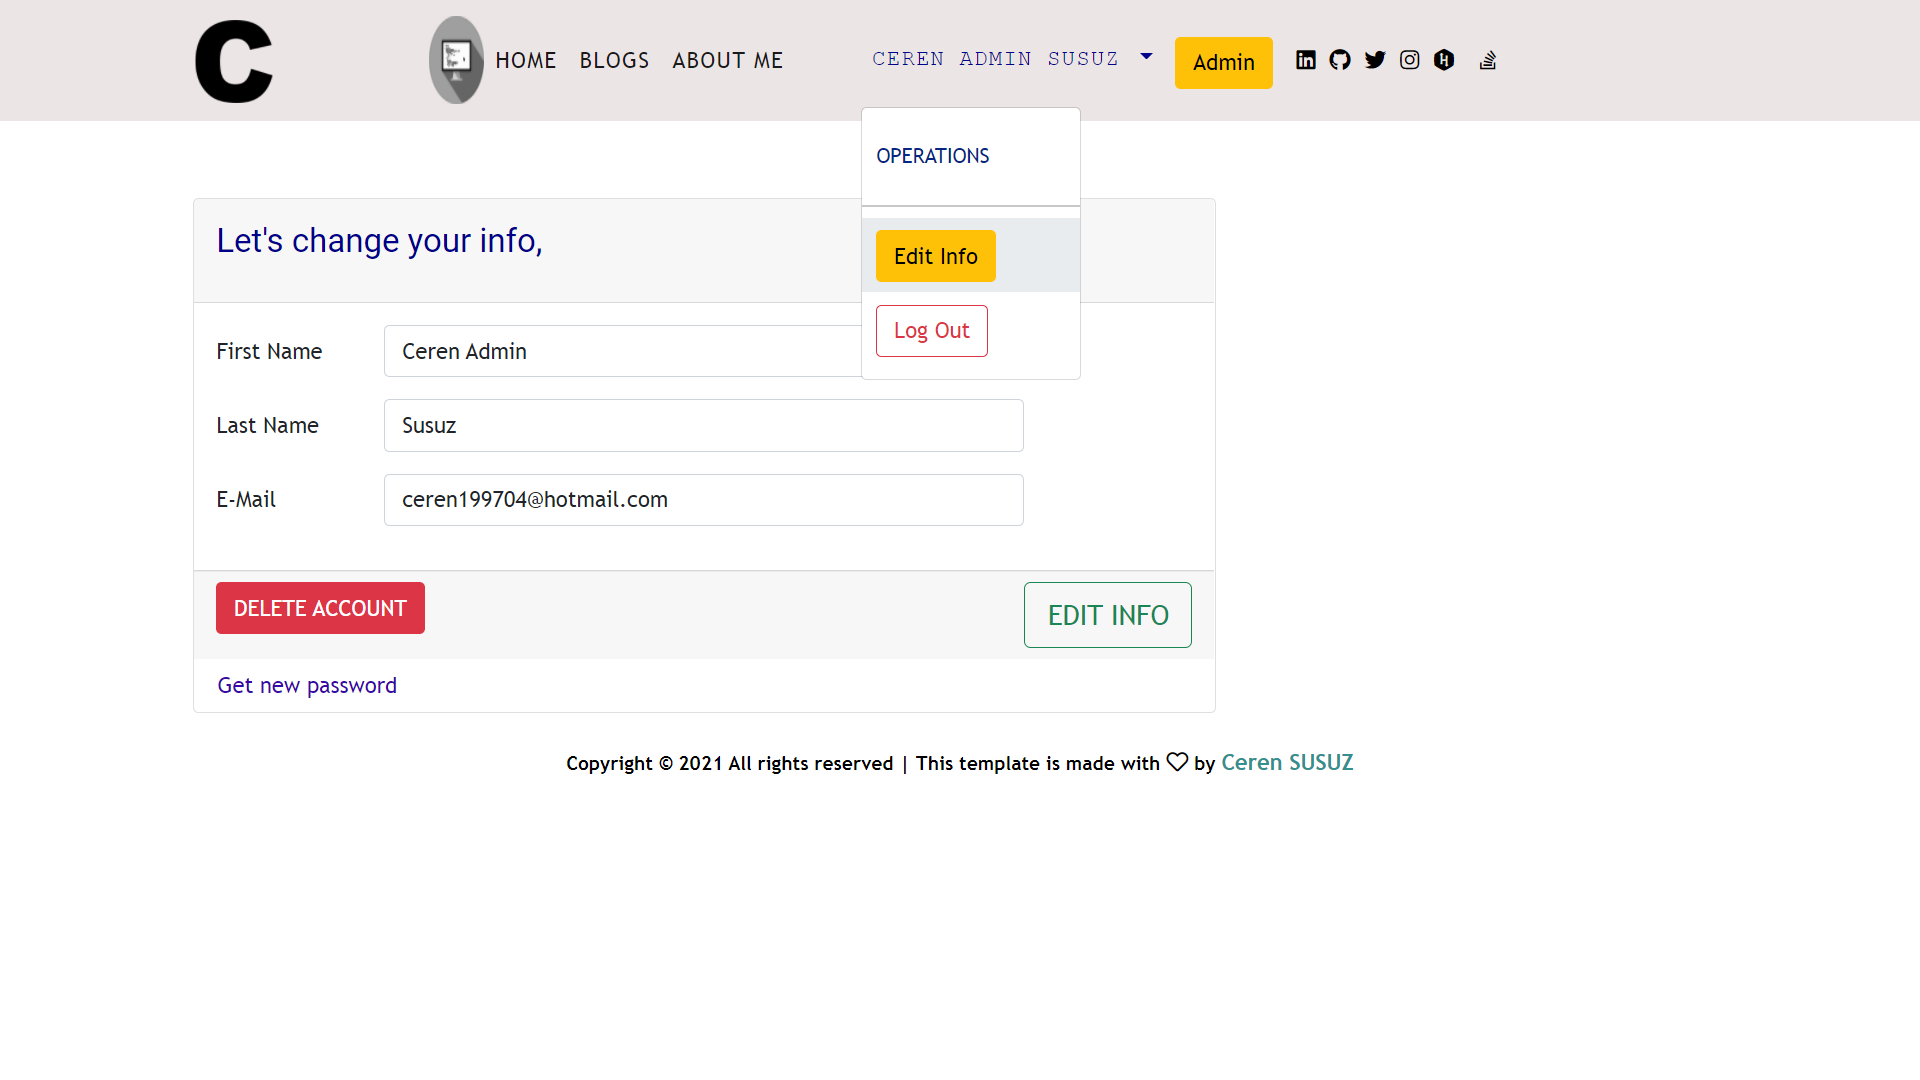 C
HOME BLOGS ABOUT ME CEREN ADMIN SUSUZ Admin
OPERATIONS
Edit Info
Log Out
Let's change your info,
First Name Ceren Admin
Last Name Susuz
E-Mail ceren199704@hotmail.com
DELETE ACCOUNT EDIT INFO
Get new password
Copyright © 2021 All rights reserved | This template is made with ♡ by Ceren SUSUZ